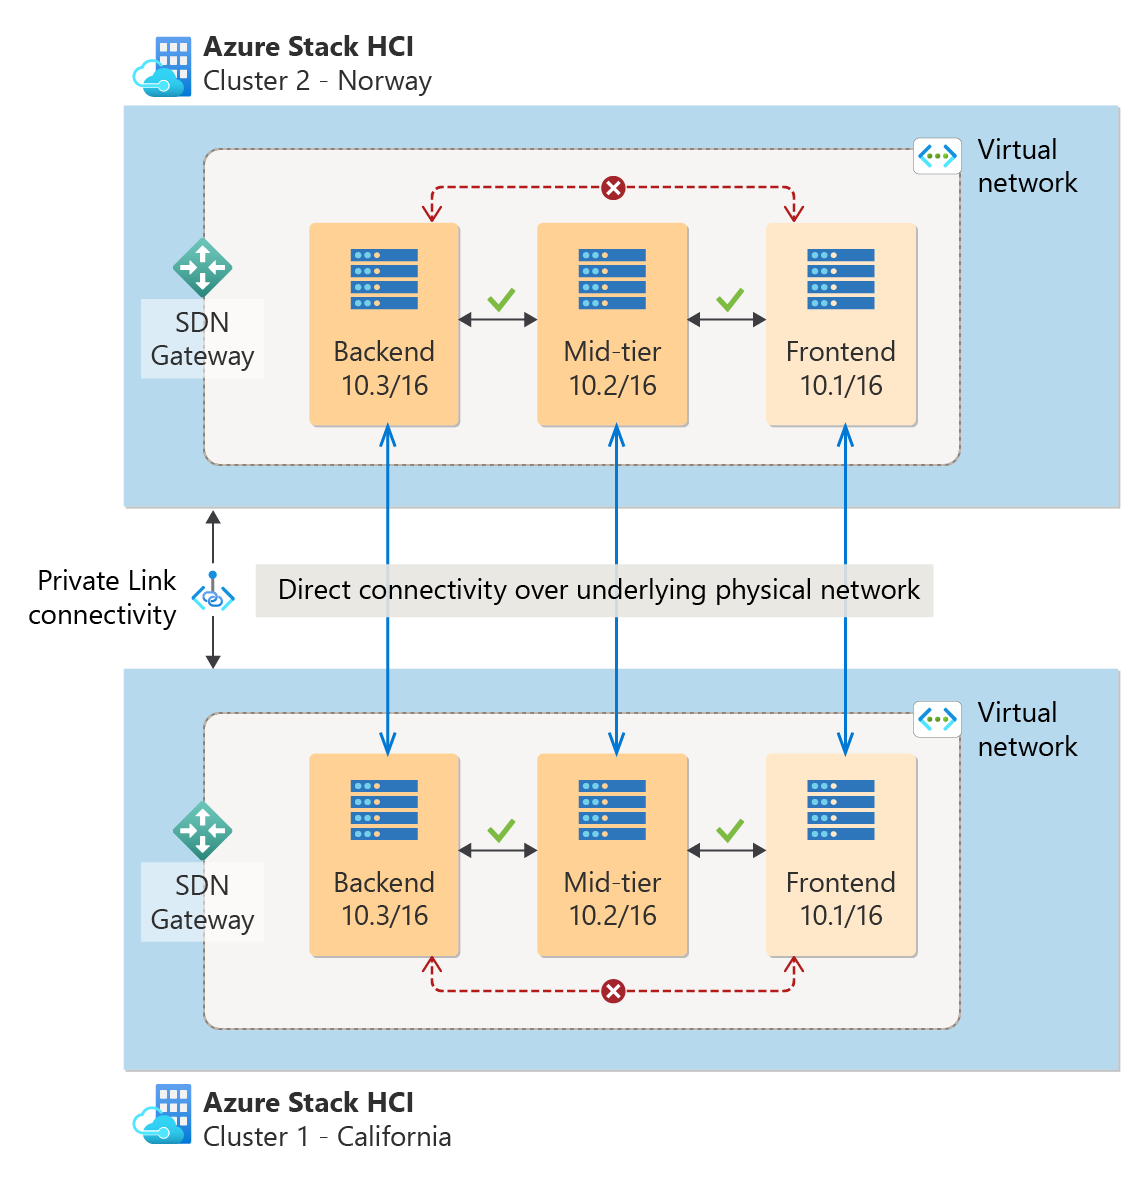 Azure Stack HCI
Cluster 2 - Norway
Virtual
network
SDN
Gateway
Backend
10.3/16
Mid-tier
10.2/16
Frontend
10.1/16
Private Link
connectivity
Direct connectivity over underlying physical network
Virtual
network
SDN
Gateway
Backend
10.3/16
Mid-tier
10.2/16
Frontend
10.1/16
Azure Stack HCI
Cluster 1 - California